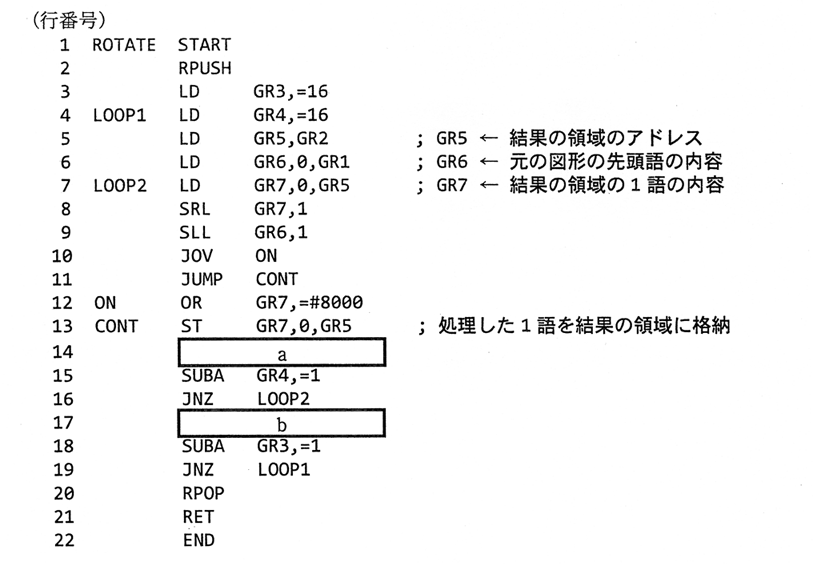 (行番号)
1 ROTATE START
2 RPUSH
3 LD GR3,=16
4 LOOP1 LD GR4,=16
5 LD GR5,GR2 ; GR5 ← 結果の領域のアドレス
6 LD GR6,0,GR1 ; GR6 ← 元の図形の先頭語の内容
7 LOOP2 LD GR7,0,GR5 ; GR7 ← 結果の領域の1語の内容
8 SRL GR7,1
9 SLL GR6,1
10 JOV ON
11 JUMP CONT
12 ON OR GR7,=#8000
13 CONT ST GR7,0,GR5 ; 処理した1語を結果の領域に格納
14 a
15 SUBA GR4,=1
16 JNZ LOOP2
17 b
18 SUBA GR3,=1
19 JNZ LOOP1
20 RPOP
21 RET
22 END